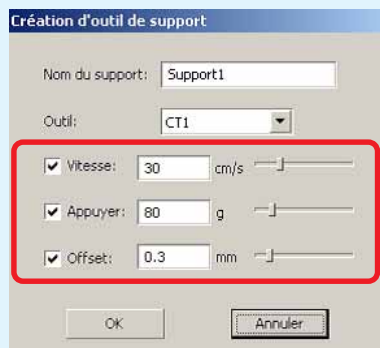 Création d'outil de support
Nom du support: Support1
Outil: CT1
Vitesse: 30 cm/s
Appuyer: 80 g
Offset: 0.3 mm
OK Annuler